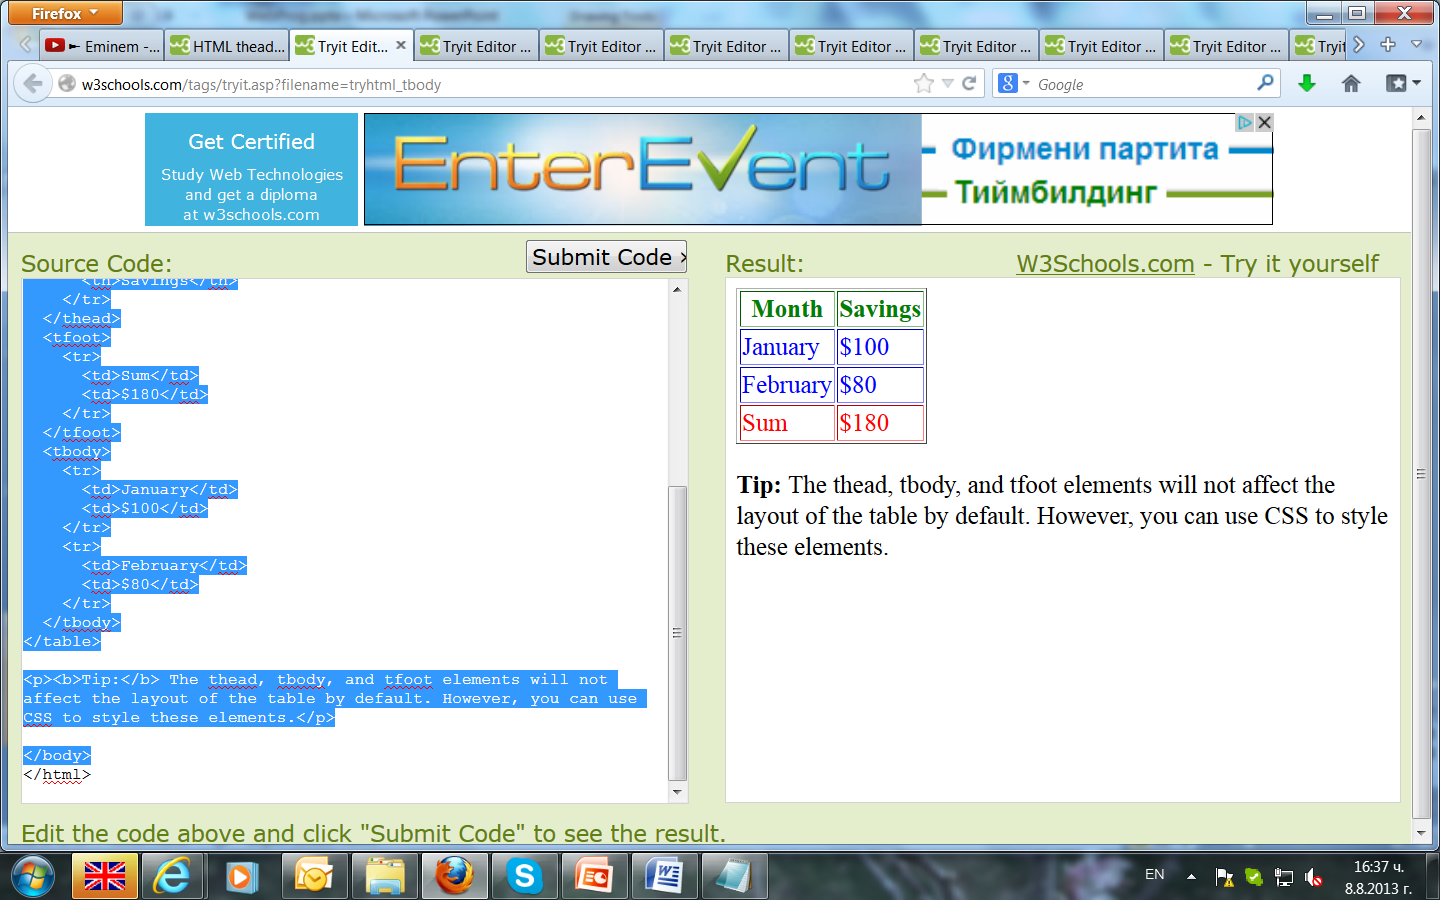 Firefox
Eminem -...
HTML thead...
Tryit Edit...
Tryit Editor ...
Tryit Editor ...
Tryit Editor ...
Tryit Editor ...
Tryit Editor ...
Tryit Editor ...
Tryit Editor ...
Tryit
w3schools.com/tags/tryit.asp?filename=tryhtml_tbody
Google
Get Certified
Study Web Technologies
and get a diploma
at w3schools.com
EnterEvent
Фирмени партита
Тиймбилдинг
Source Code:
Submit Code »
<th>Savings</th>
</tr>
</thead>
<tfoot>
<tr>
<td>Sum</td>
<td>$180</td>
</tr>
</tfoot>
<tbody>
<tr>
<td>January</td>
<td>$100</td>
</tr>
<tr>
<td>February</td>
<td>$80</td>
</tr>
</tbody>
</table>
<p><b>Tip:</b> The thead, tbody, and tfoot elements will not
affect the layout of the table by default. However, you can use
CSS to style these elements.</p>
</body>
</html>
Result:
W3Schools.com - Try it yourself
Month Savings
January $100
February $80
Sum $180
Tip: The thead, tbody, and tfoot elements will not affect the
layout of the table by default. However, you can use CSS to style
these elements.
Edit the code above and click "Submit Code" to see the result.
EN
16:37 ч.
8.8.2013 г.